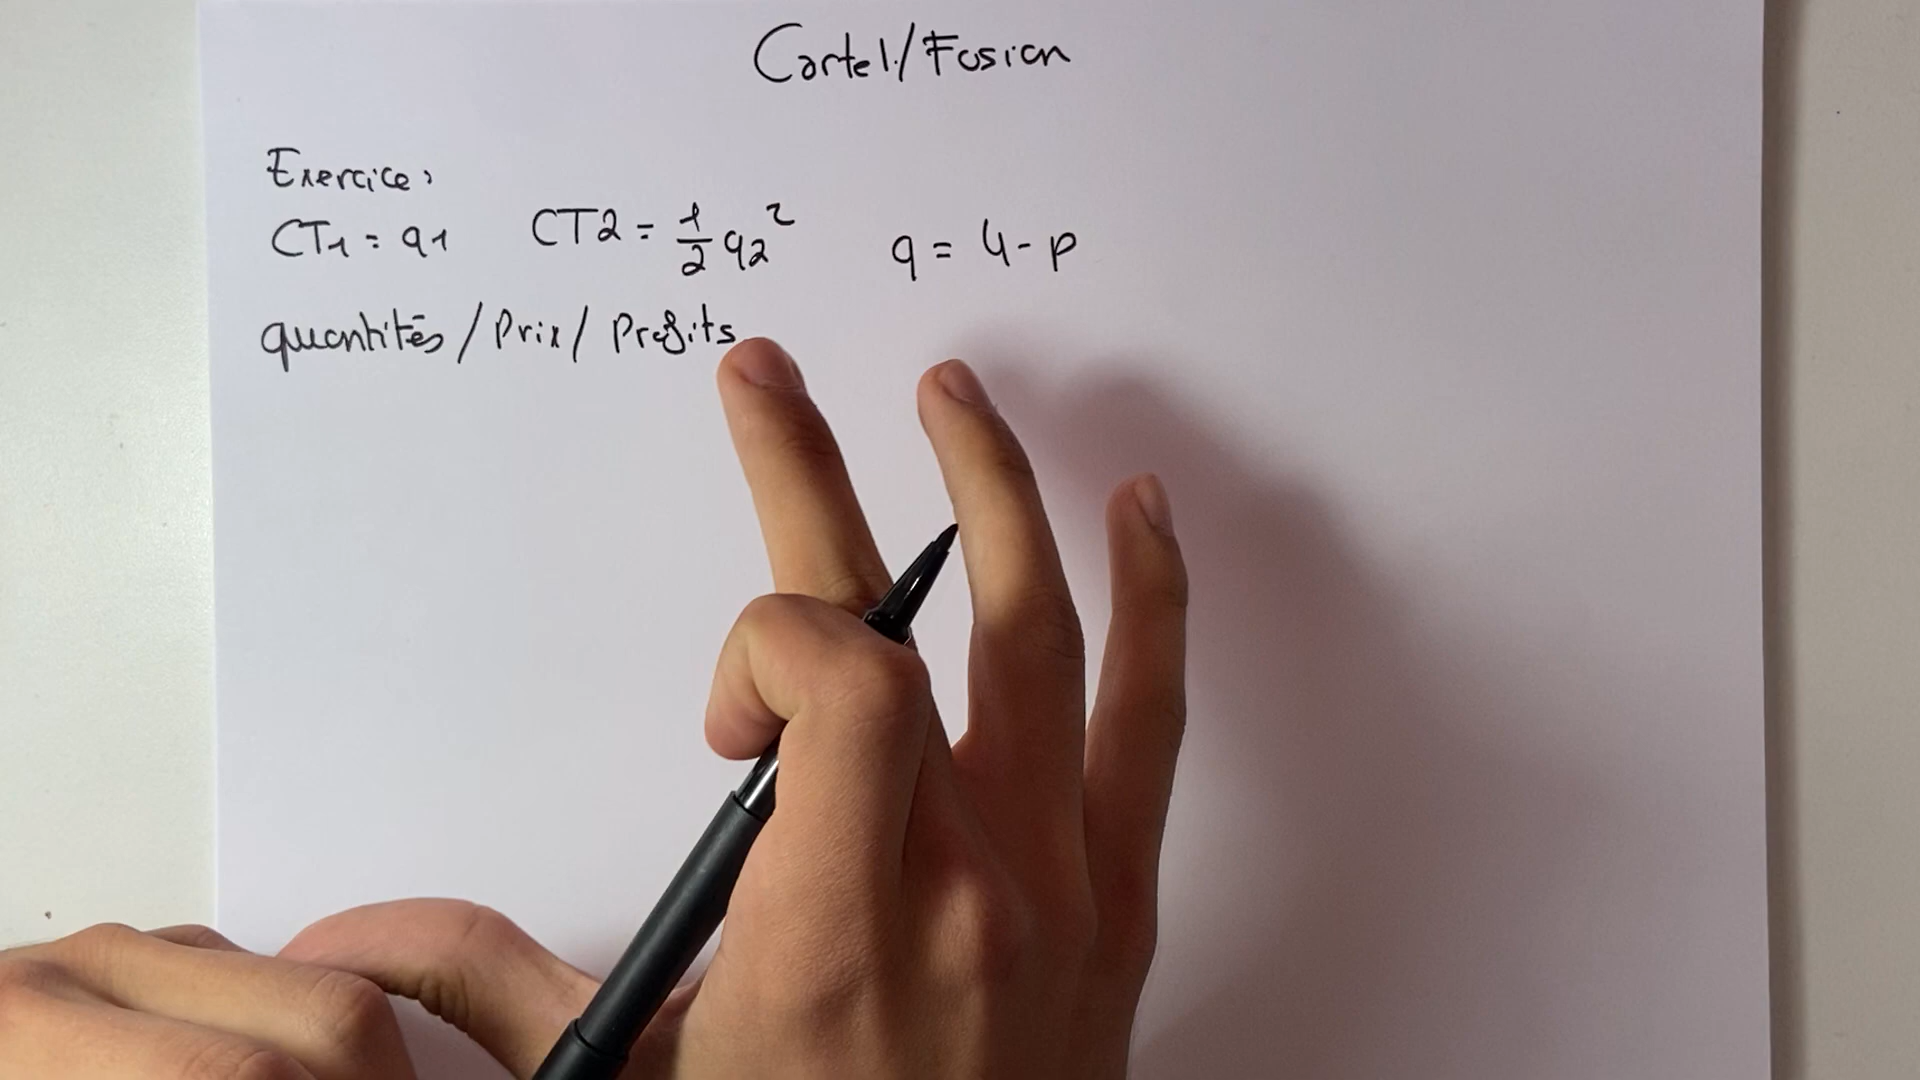 Cartel/Fusion
Exercice:
CT1 = q1 CT2 = 1/2 q2² q = 4 - p
quantités / Prix / Profits